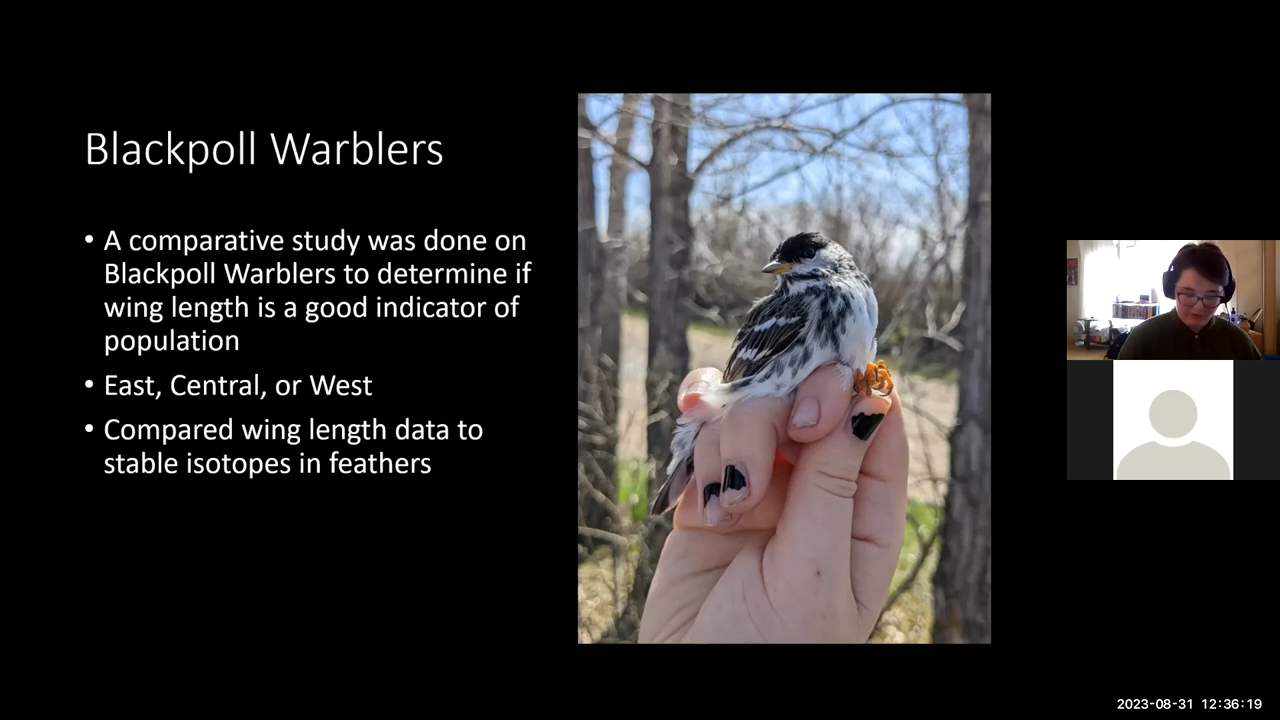 Blackpoll Warblers
• A comparative study was done on
Blackpoll Warblers to determine if
wing length is a good indicator of
population
• East, Central, or West
• Compared wing length data to
stable isotopes in feathers
2023-08-31 12:36:19